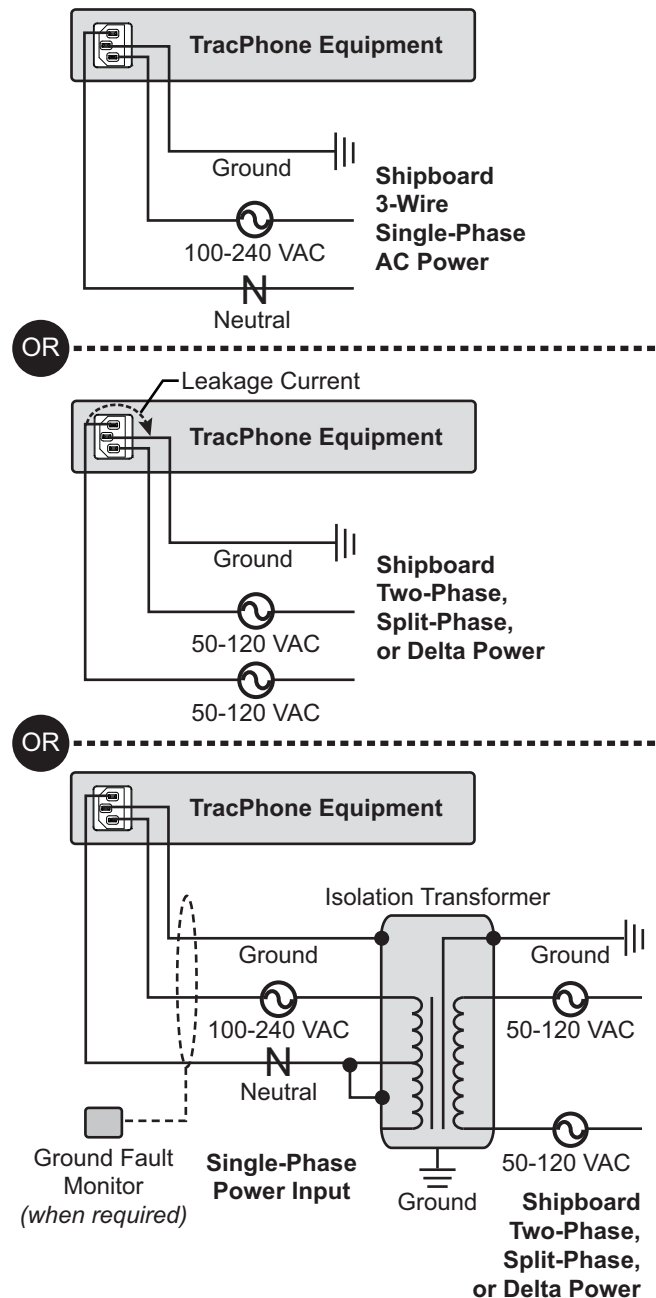 TracPhone Equipment
Ground
Shipboard
3-Wire
Single-Phase
AC Power
100-240 VAC
N
Neutral
OR
Leakage Current
TracPhone Equipment
Ground
Shipboard
Two-Phase,
Split-Phase,
or Delta Power
50-120 VAC
50-120 VAC
OR
TracPhone Equipment
Isolation Transformer
Ground
Ground
100-240 VAC
50-120 VAC
N
Neutral
Ground Fault
Monitor
(when required)
Single-Phase
Power Input
Ground
50-120 VAC
Shipboard
Two-Phase,
Split-Phase,
or Delta Power